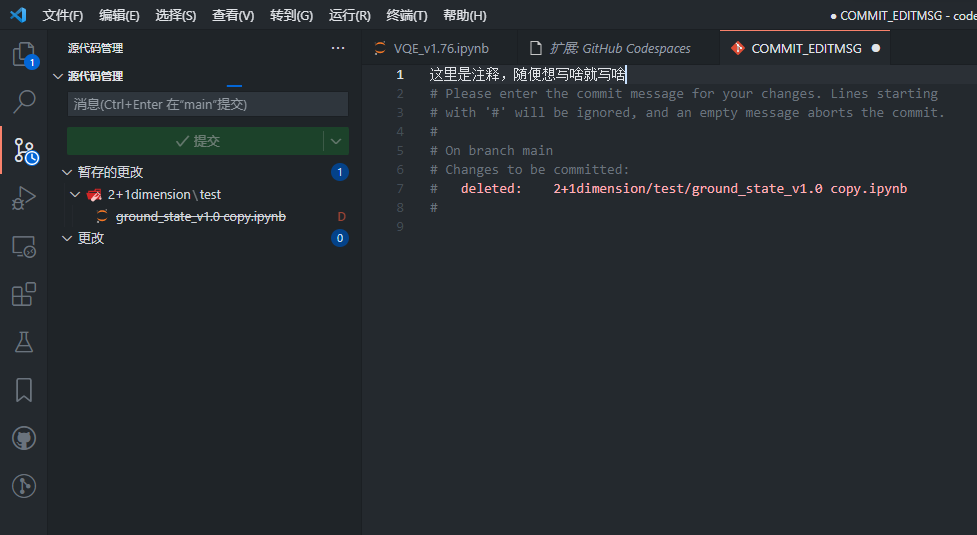 文件(F) 编辑(E) 选择(S) 查看(V) 转到(G) 运行(R) 终端(T) 帮助(H) ● COMMIT_EDITMSG - code
源代码管理 ···
VQE_v1.76.ipynb 扩展: GitHub Codespaces COMMIT_EDITMSG ●
源代码管理
消息(Ctrl+Enter 在"main"提交)
提交
暂存的更改 1
2+1dimension\test
ground_state_v1.0 copy.ipynb D
更改 0
1
1 这里是注释，随便想写啥就写啥
2 # Please enter the commit message for your changes. Lines starting
3 # with '#' will be ignored, and an empty message aborts the commit.
4 #
5 # On branch main
6 # Changes to be committed:
7 # deleted: 2+1dimension/test/ground_state_v1.0 copy.ipynb
8 #
9